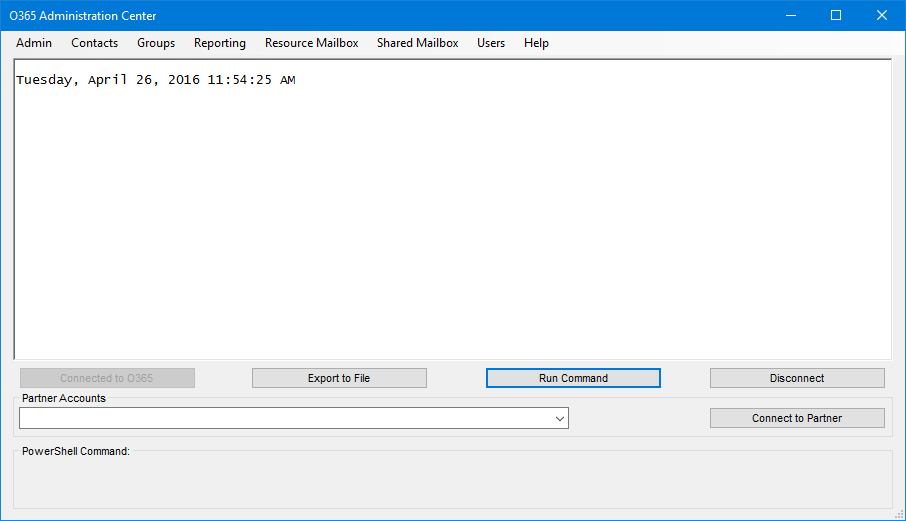 O365 Administration Center
Admin Contacts Groups Reporting Resource Mailbox Shared Mailbox Users Help
Tuesday, April 26, 2016 11:54:25 AM
Connected to O365 Export to File Run Command Disconnect
Partner Accounts
Connect to Partner
PowerShell Command: